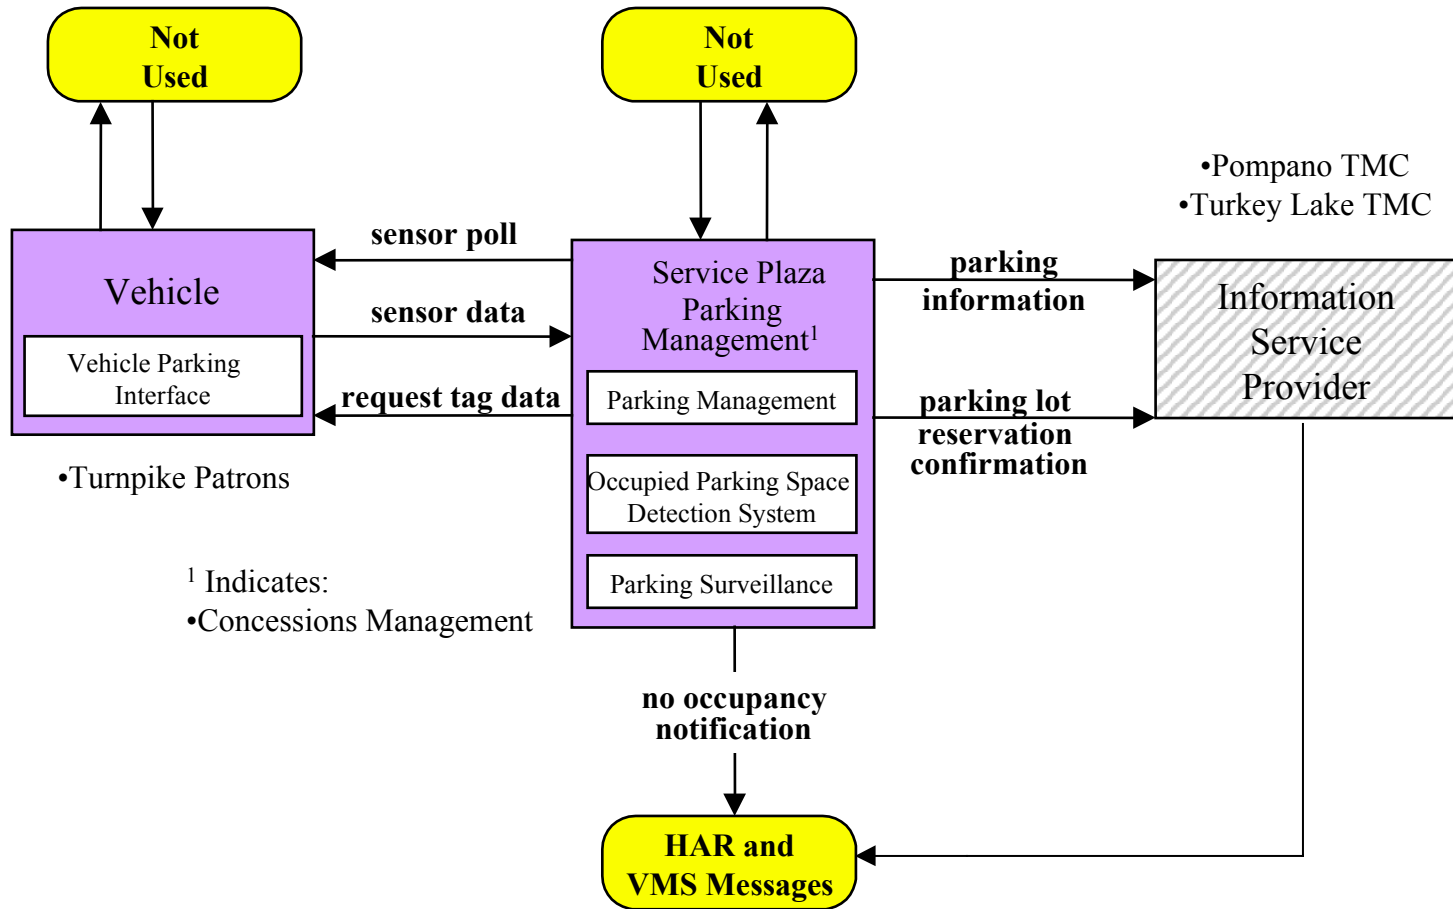 Not
Used
Not
Used
•Pompano TMC
•Turkey Lake TMC
sensor poll
Vehicle
sensor data
Vehicle Parking
Interface
request tag data
•Turnpike Patrons
Service Plaza
Parking
Management¹
Parking Management
Occupied Parking Space
Detection System
Parking Surveillance
parking
information
parking lot
reservation
confirmation
Information
Service
Provider
¹ Indicates:
•Concessions Management
no occupancy
notification
HAR and
VMS Messages